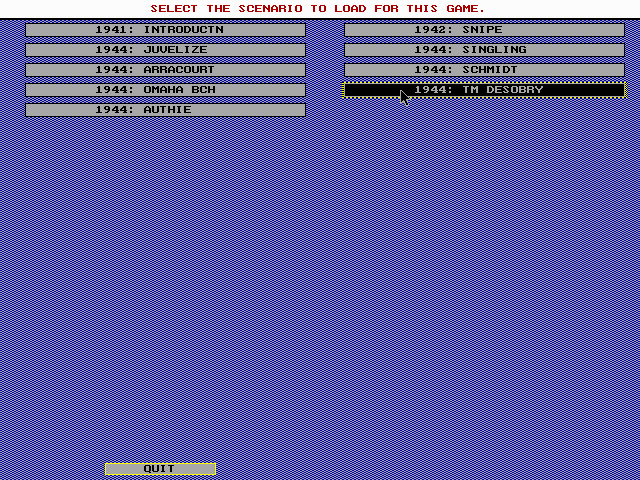 SELECT THE SCENARIO TO LOAD FOR THIS GAME.
1941: INTRODUCTN
1942: SNIPE
1944: JUVELIZE
1944: SINGLING
1944: ARRACOURT
1944: SCHMIDT
1944: OMAHA BCH
1944: TM DESOBRY
1944: AUTHIE
QUIT